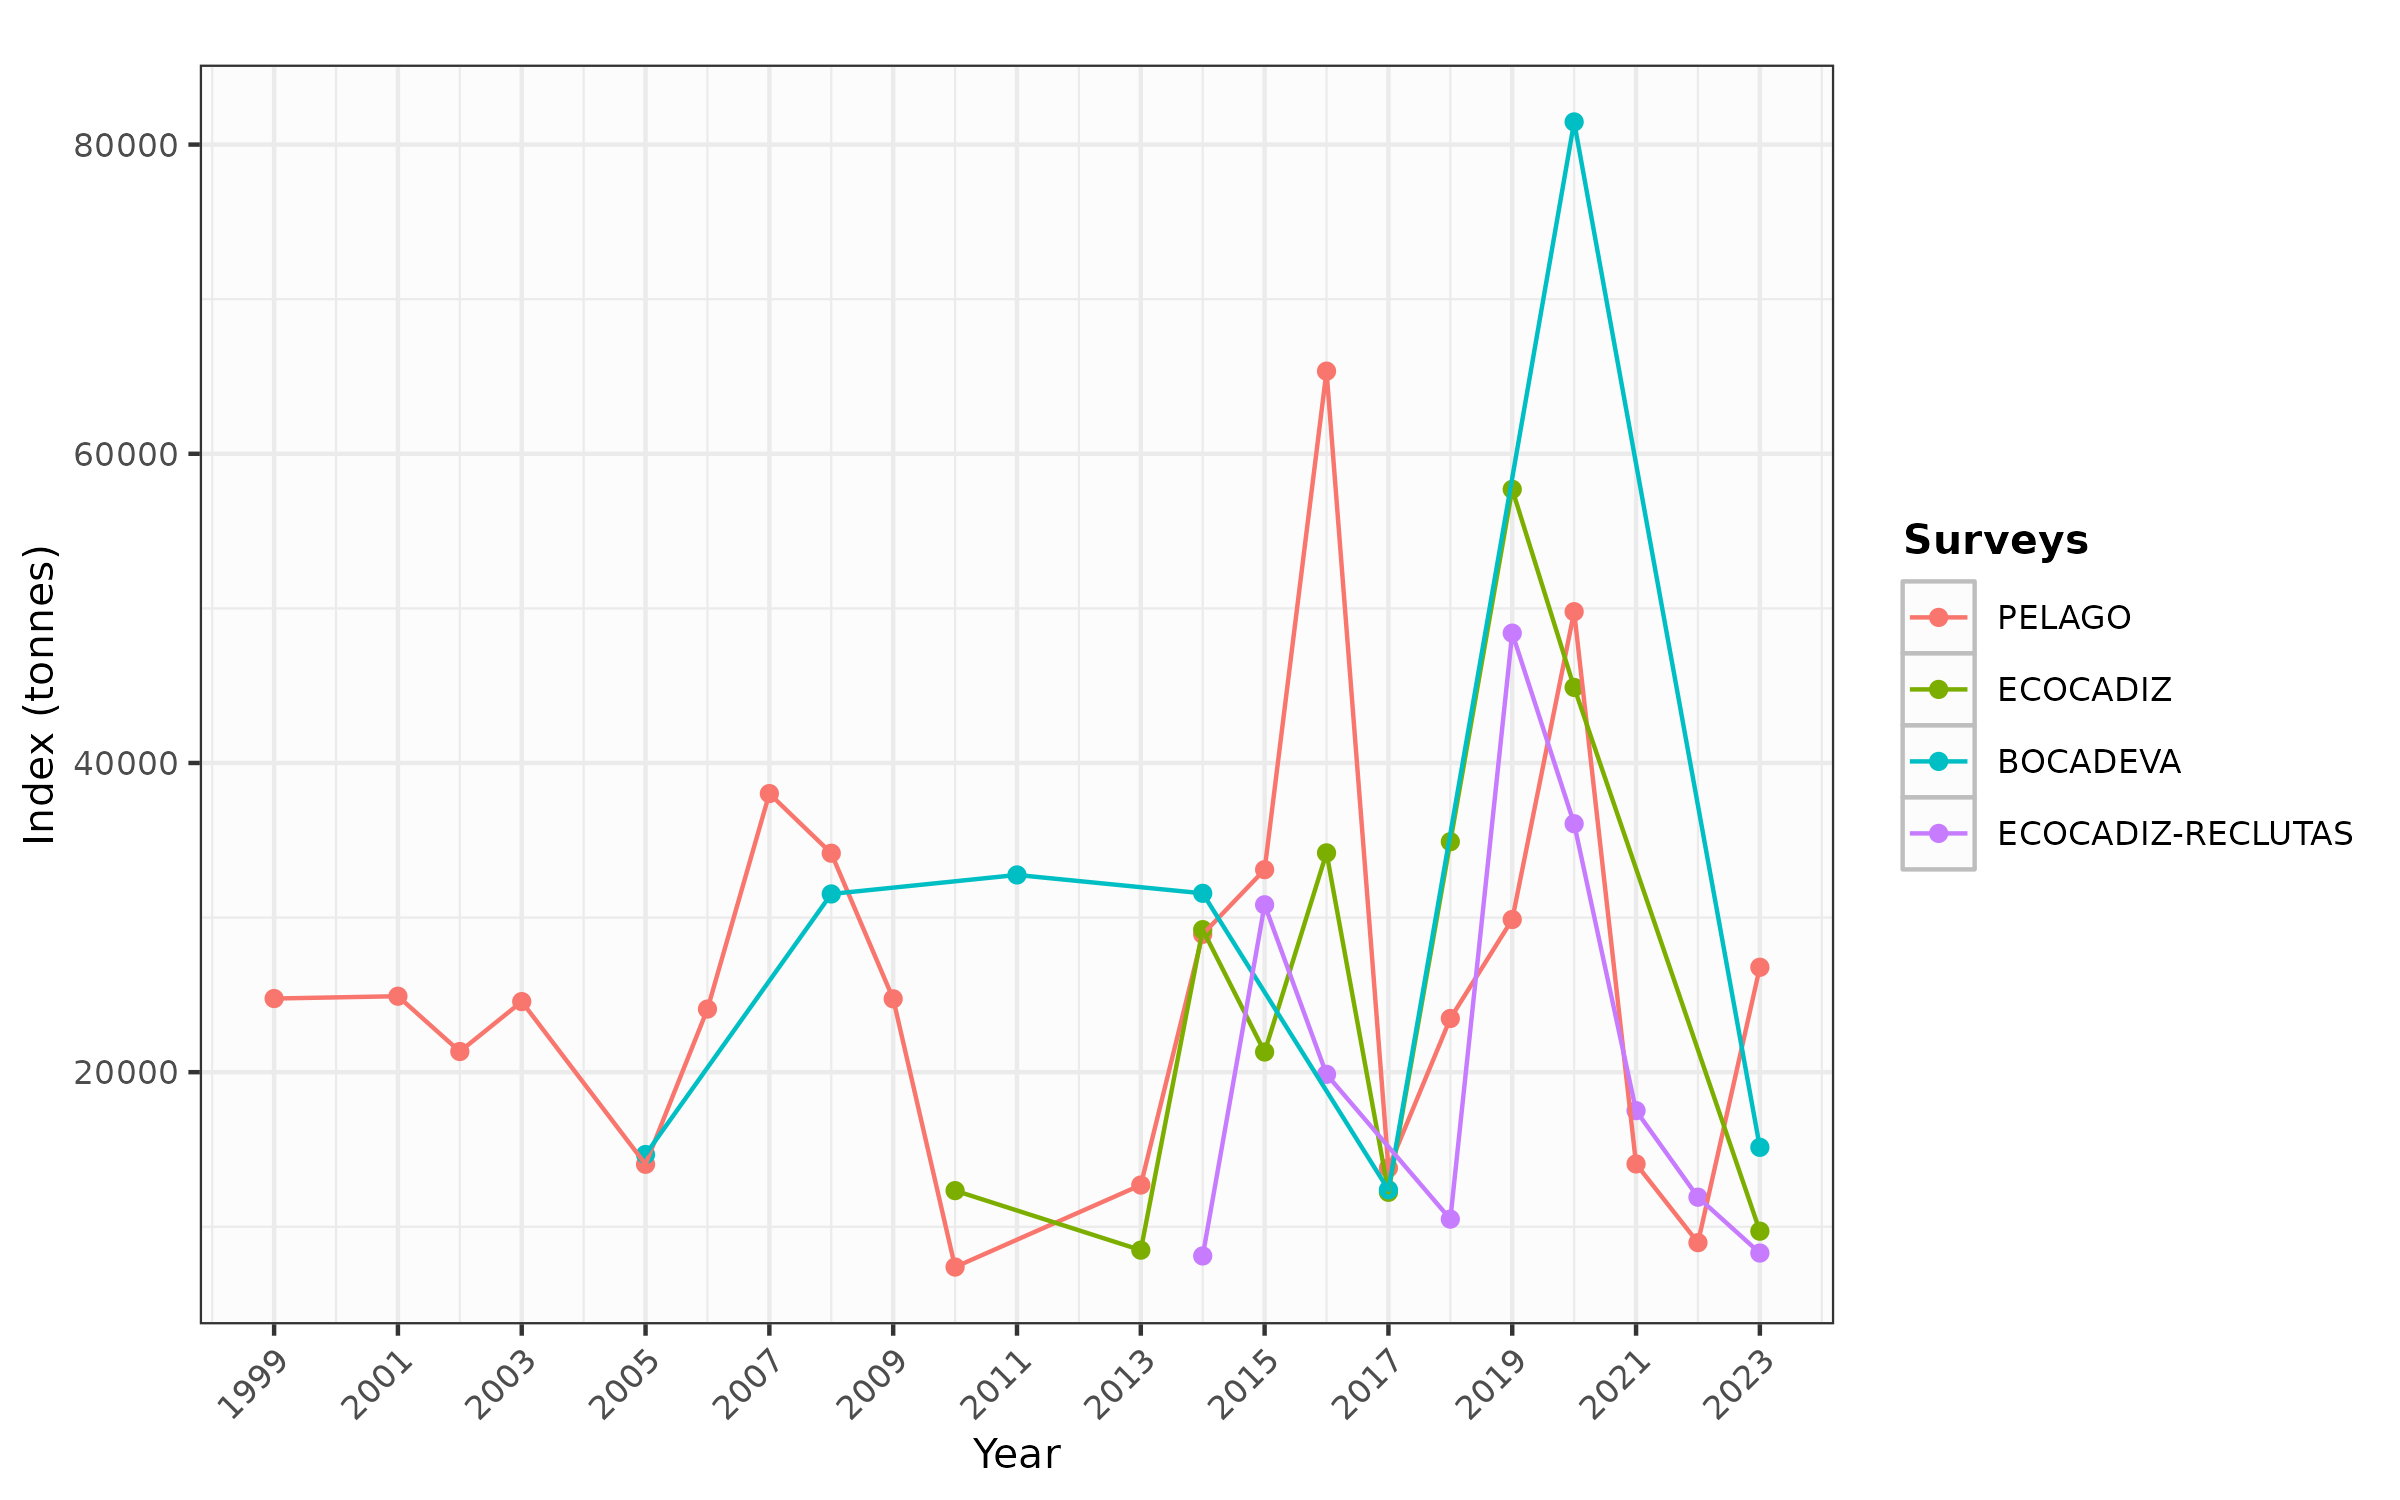 80000
60000
40000
20000
Index (tonnes)
1999
2001
2003
2005
2007
2009
2011
2013
2015
2017
2019
2021
2023
Year
Surveys
PELAGO
ECOCADIZ
BOCADEVA
ECOCADIZ-RECLUTAS